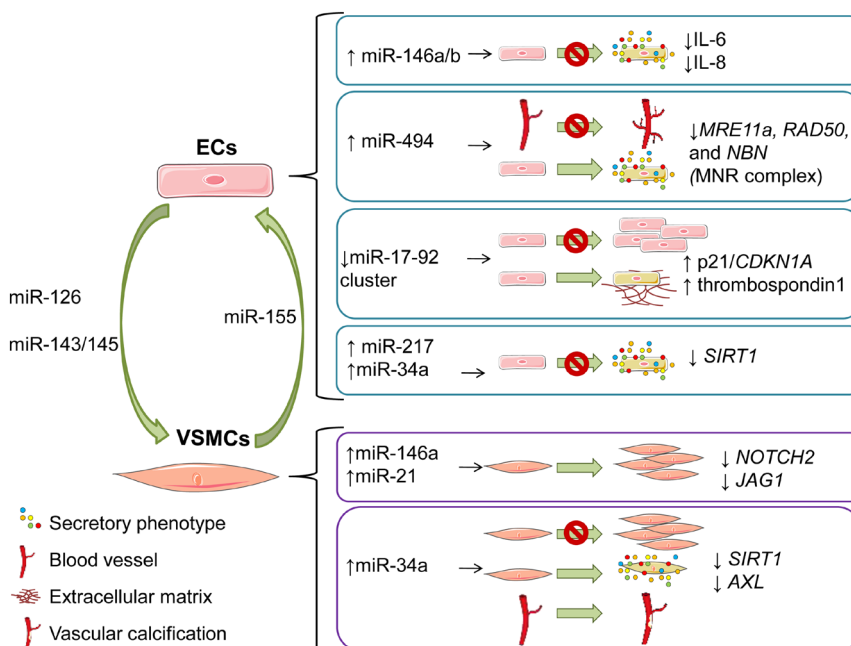 ↑ miR-146a/b →
↓IL-6
↓IL-8
↑ miR-494 →
↓MRE11a, RAD50,
and NBN
(MNR complex)
ECs
↓miR-17-92 →
cluster
↑ p21/CDKN1A
↑ thrombospondin1
miR-126
miR-143/145
miR-155
↑ miR-217
↑miR-34a →
↓ SIRT1
VSMCs
↑miR-146a
↑miR-21 →
↓ NOTCH2
↓ JAG1
↑miR-34a →
↓ SIRT1
↓ AXL
Secretory phenotype
Blood vessel
Extracellular matrix
Vascular calcification